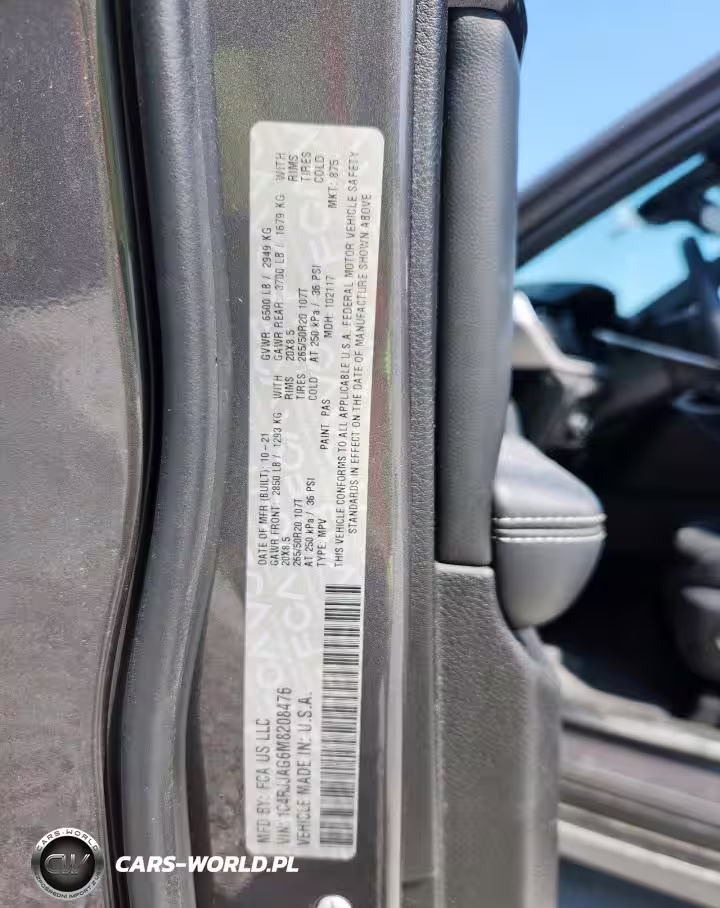 MFD BY: FCA US LLC
DATE OF MFR (BUILT): 10-21
GVWR: 6500 LB / 2949 KG
VIN: 1C4RJJAG6M8208476
GAWR FRONT: 2850 LB / 1293 KG WITH
GAWR REAR: 3700 LB / 1679 KG WITH
VEHICLE MADE IN: U.S.A.
20X8.5 RIMS
20X8.5 RIMS
265/50R20 107T TIRES
265/50R20 107T TIRES
AT 250 kPa / 36 PSI COLD
AT 250 kPa / 36 PSI COLD
TYPE: MPV
PAINT: PAS
MDH: 102117
MKT: 875
THIS VEHICLE CONFORMS TO ALL APPLICABLE U.S.A. FEDERAL MOTOR VEHICLE SAFETY
STANDARDS IN EFFECT ON THE DATE OF MANUFACTURE SHOWN ABOVE
CARS-WORLD
CW
CARS-WORLD.PL